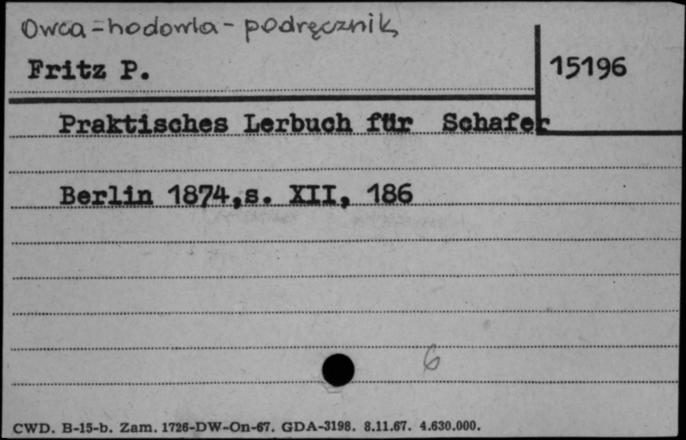 Owca-hodowla-podręcznik
Fritz P.
15196
Praktisches Lerbuch für Schafer
Berlin 1874,s. XII, 186
6
CWD. B-15-b. Zam. 1726-DW-On-67. GDA-3198. 8.11.67. 4.630.000.